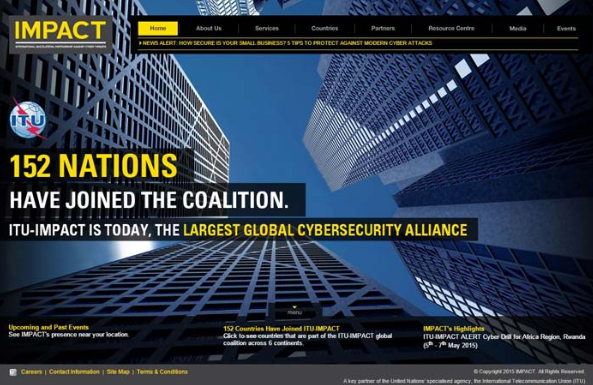 IMPACT
INTERNATIONAL MULTILATERAL PARTNERSHIP AGAINST CYBER THREATS
Home About Us Services Countries Partners Resource Centre Media Events
NEWS ALERT: HOW SECURE IS YOUR SMALL BUSINESS? 5 TIPS TO PROTECT AGAINST MODERN CYBER ATTACKS
ITU
152 NATIONS
HAVE JOINED THE COALITION.
ITU-IMPACT IS TODAY, THE LARGEST GLOBAL CYBERSECURITY ALLIANCE
menu
Upcoming and Past Events
See IMPACT's presence near your location.
152 Countries Have Joined ITU-IMPACT
Click to see countries that are part of the ITU-IMPACT global
coalition across 6 continents.
IMPACT's Highlights
ITU-IMPACT ALERT Cyber Drill for Africa Region, Rwanda
(5th - 7th May 2015)
Careers | Contact Information | Site Map | Terms & Conditions
© Copyright 2015 IMPACT. All Rights Reserved.
A key partner of the United Nations' specialised agency, the International Telecommunication Union (ITU)